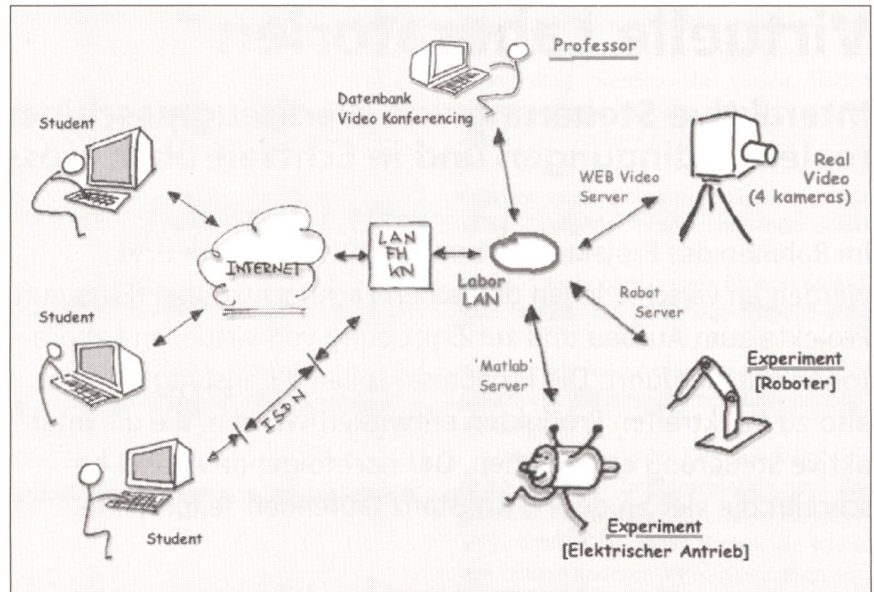 Professor
Datenbank
Video Konferencing
Student
WEB Video
Server
Real
Video
(4 kameras)
LAN
FH
KN
INTERNET
Labor
LAN
Robot
Server
Student
'Matlab'
Server
Experiment
[Roboter]
ISDN
Student
Experiment
[Elektrischer Antrieb]